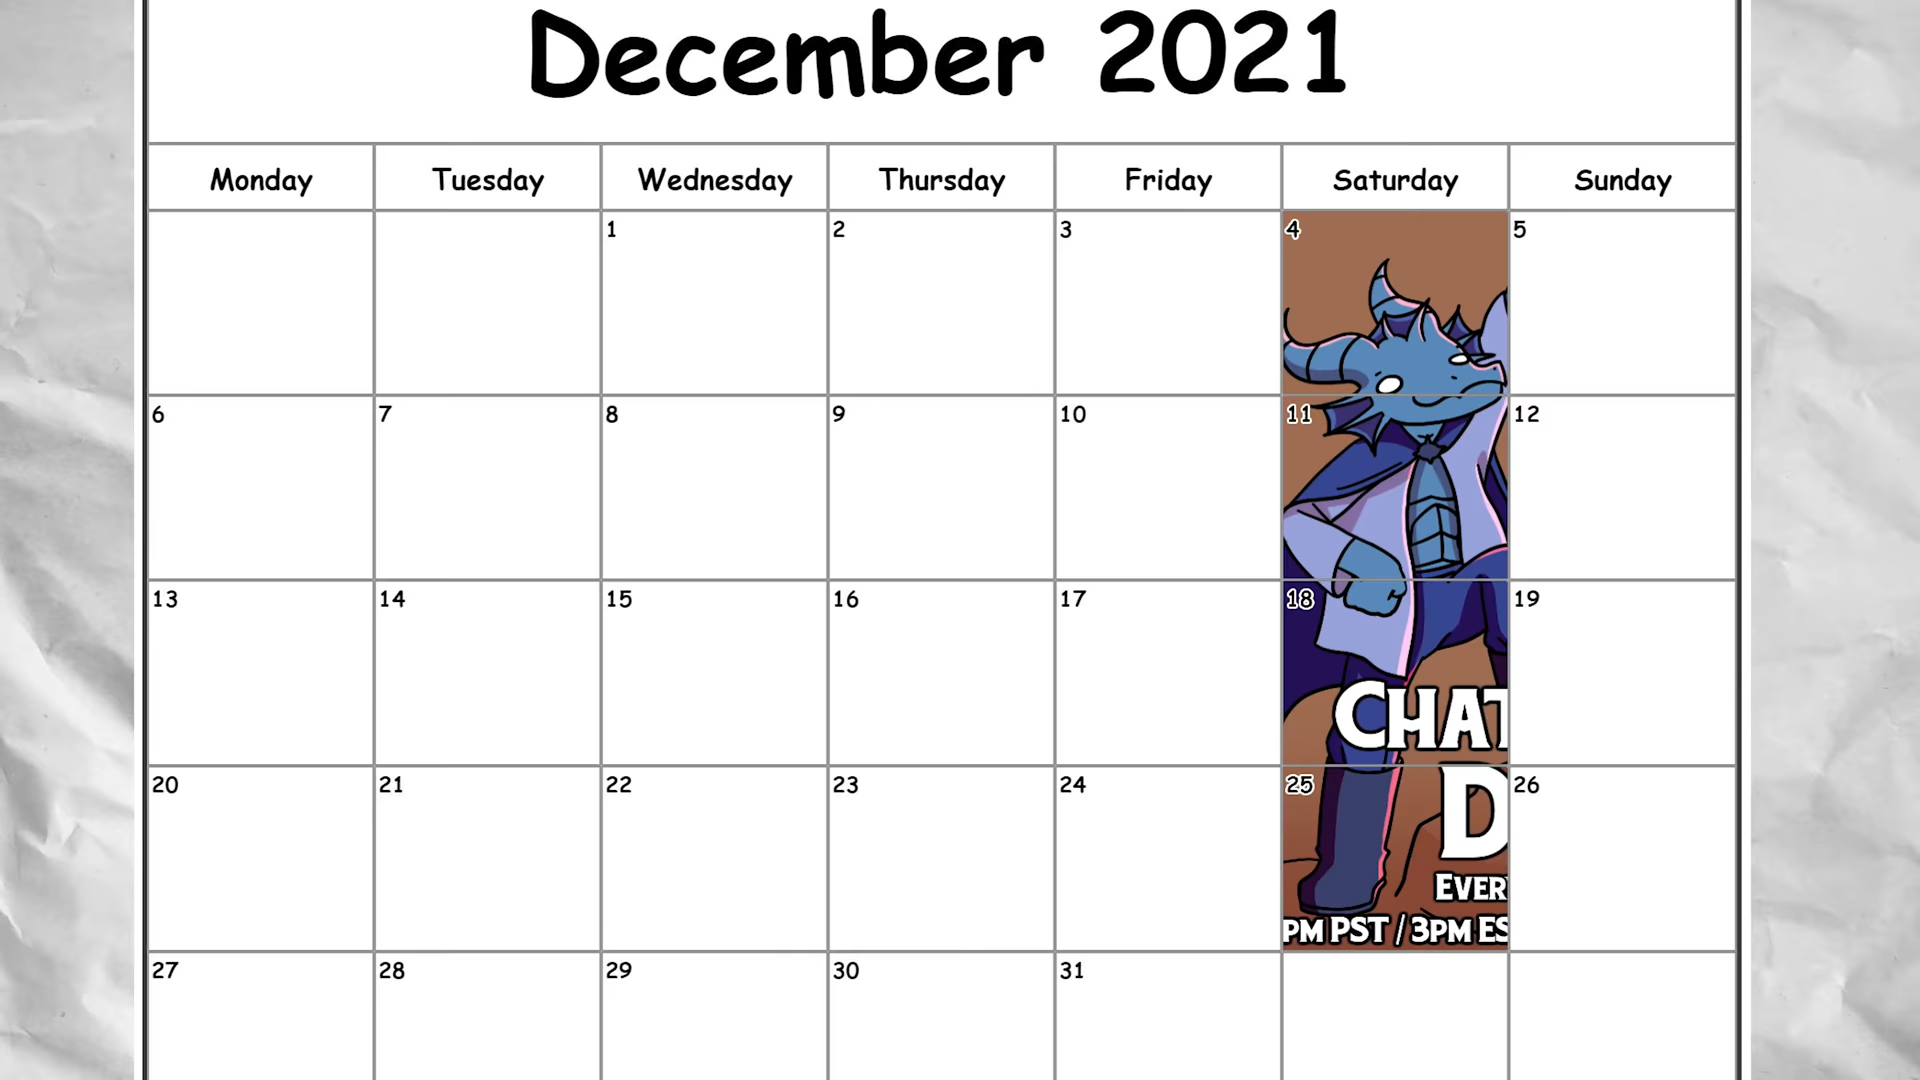 December 2021
Monday Tuesday Wednesday Thursday Friday Saturday Sunday
1 2 3 4 5
6 7 8 9 10 11 12
13 14 15 16 17 18 19
CHAT
20 21 22 23 24 25 26
D
EVER
PM PST / 3PM ES
27 28 29 30 31